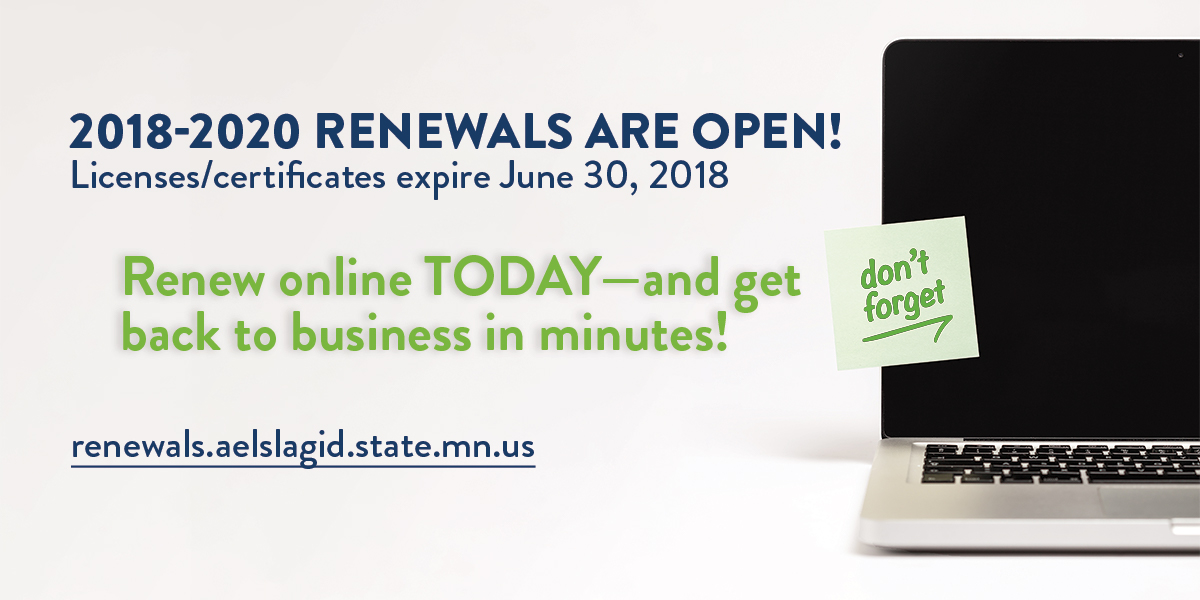 2018-2020 RENEWALS ARE OPEN!
Licenses/certificates expire June 30, 2018
Renew online TODAY—and get
back to business in minutes!
don't
forget
renewals.aelslagid.state.mn.us